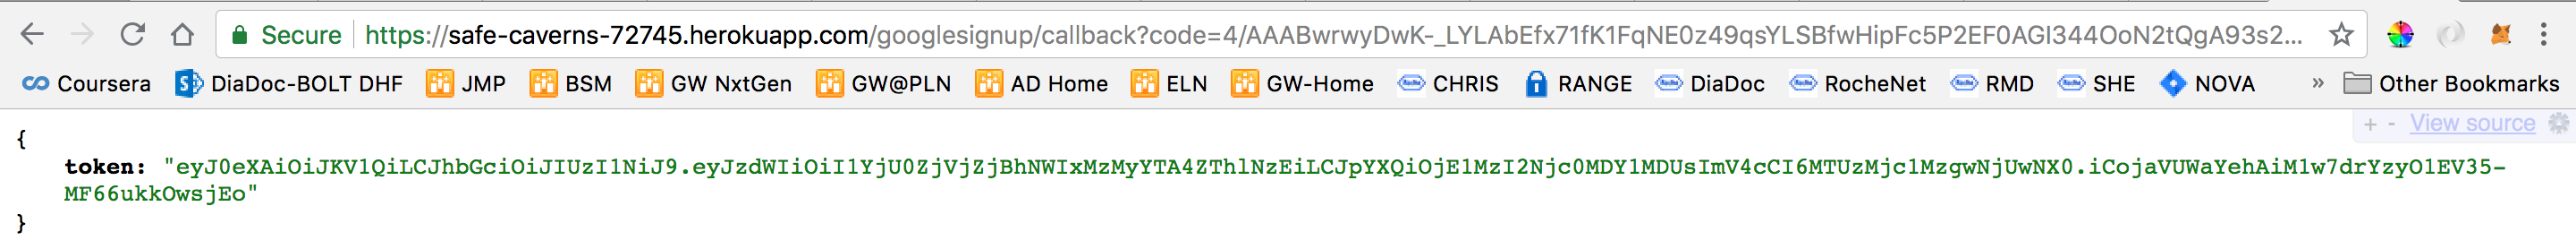 Secure https://safe-caverns-72745.herokuapp.com/googlesignup/callback?code=4/AAABwrwyDwK-_LYLAbEfx71fK1FqNE0z49qsYLSBfwHipFc5P2EF0AGI344OoN2tQgA93s2...
Coursera DiaDoc-BOLT DHF JMP BSM GW NxtGen GW@PLN AD Home ELN GW-Home CHRIS RANGE DiaDoc RocheNet RMD SHE NOVA » Other Bookmarks
+ - View source
{
token: "eyJ0eXAiOiJKV1QiLCJhbGciOiJIUzI1NiJ9.eyJzdWIiOiI1YjU0ZjVjZjBhNWIxMzMyYTA4ZThlNzEiLCJpYXQiOjE1MzI2Njc0MDY1MDUsImV4cCI6MTUzMjc1MzgwNjUwNX0.iCojaVUWaYehAiM1w7drYzyO1EV35-
MF66ukkOwsjEo"
}